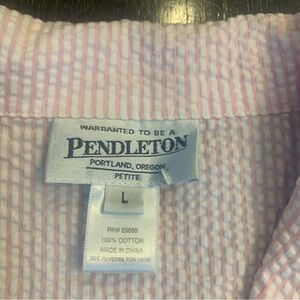 WARRANTED TO BE A
PENDLETON
PORTLAND, OREGON
PETITE
L
RN# 29685
100% COTTON
MADE IN CHINA
SEE REVERSE FOR CARE